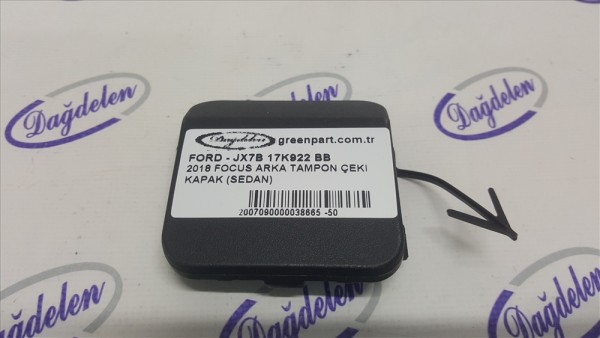 Dağdelen
Dağdelen
Dağdelen
Dağdelen greenpart.com.tr
FORD - JX7B 17K922 BB
2018 FOCUS ARKA TAMPON ÇEKİ
KAPAK (SEDAN)
2007090000038665 -50
Dağdelen
Dağdelen